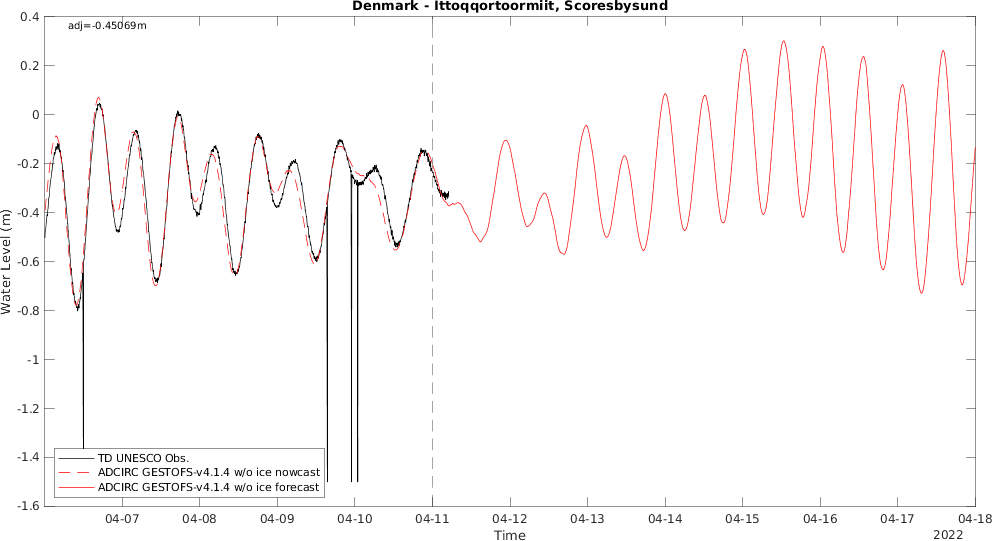 Denmark - Ittoqqortoormiit, Scoresbysund
adj=-0.45069m
0.4
0.2
0
-0.2
-0.4
-0.6
-0.8
-1
-1.2
-1.4
-1.6
Water Level (m)
TD UNESCO Obs.
ADCIRC GESTOFS-v4.1.4 w/o ice nowcast
ADCIRC GESTOFS-v4.1.4 w/o ice forecast
04-07 04-08 04-09 04-10 04-11 04-12 04-13 04-14 04-15 04-16 04-17 04-18
Time
2022